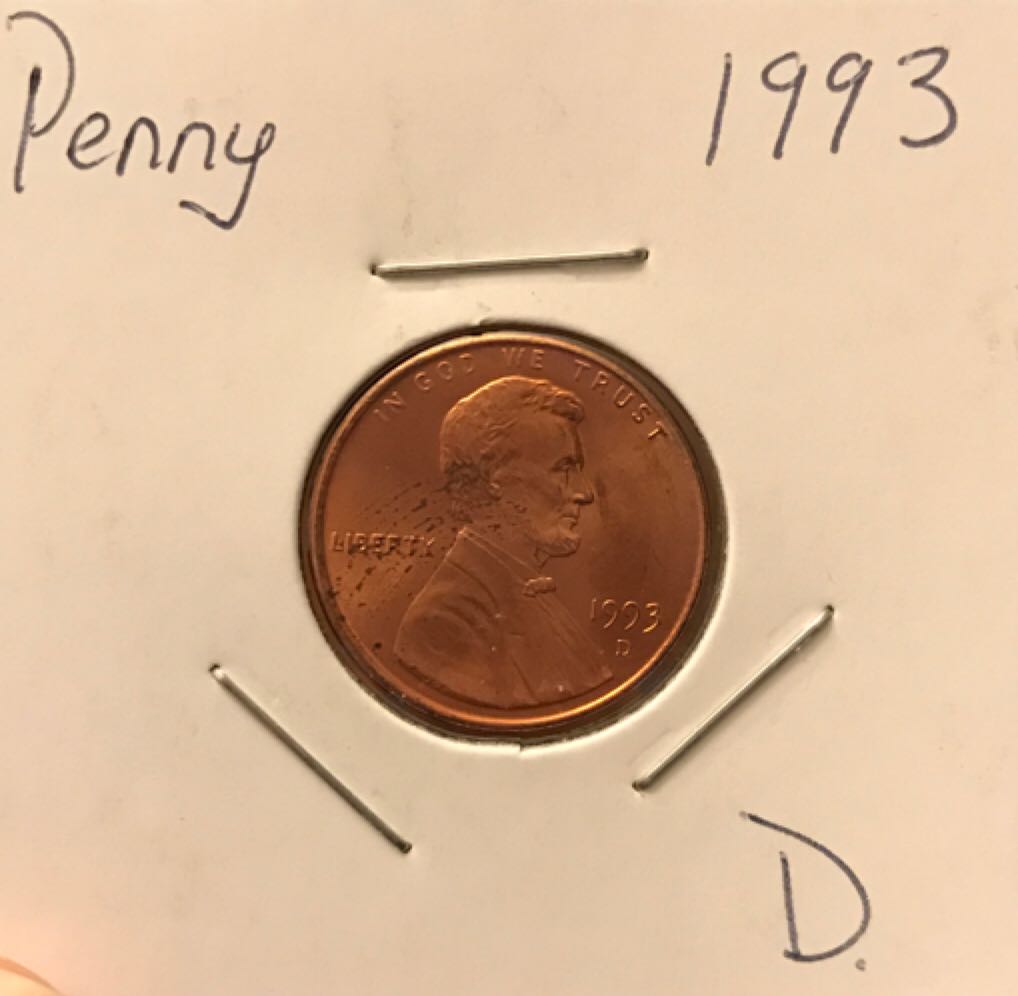 Penny 1993
IN GOD WE TRUST
LIBERTY
1993
D
D.